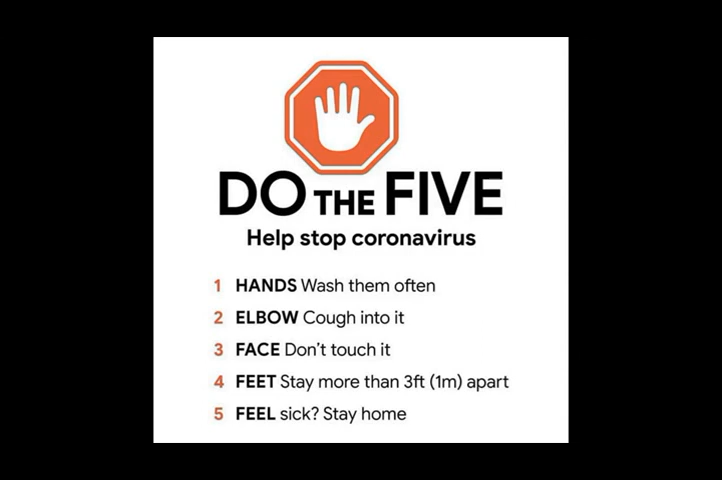 DO THE FIVE
Help stop coronavirus
1 HANDS Wash them often
2 ELBOW Cough into it
3 FACE Don't touch it
4 FEET Stay more than 3ft (1m) apart
5 FEEL sick? Stay home